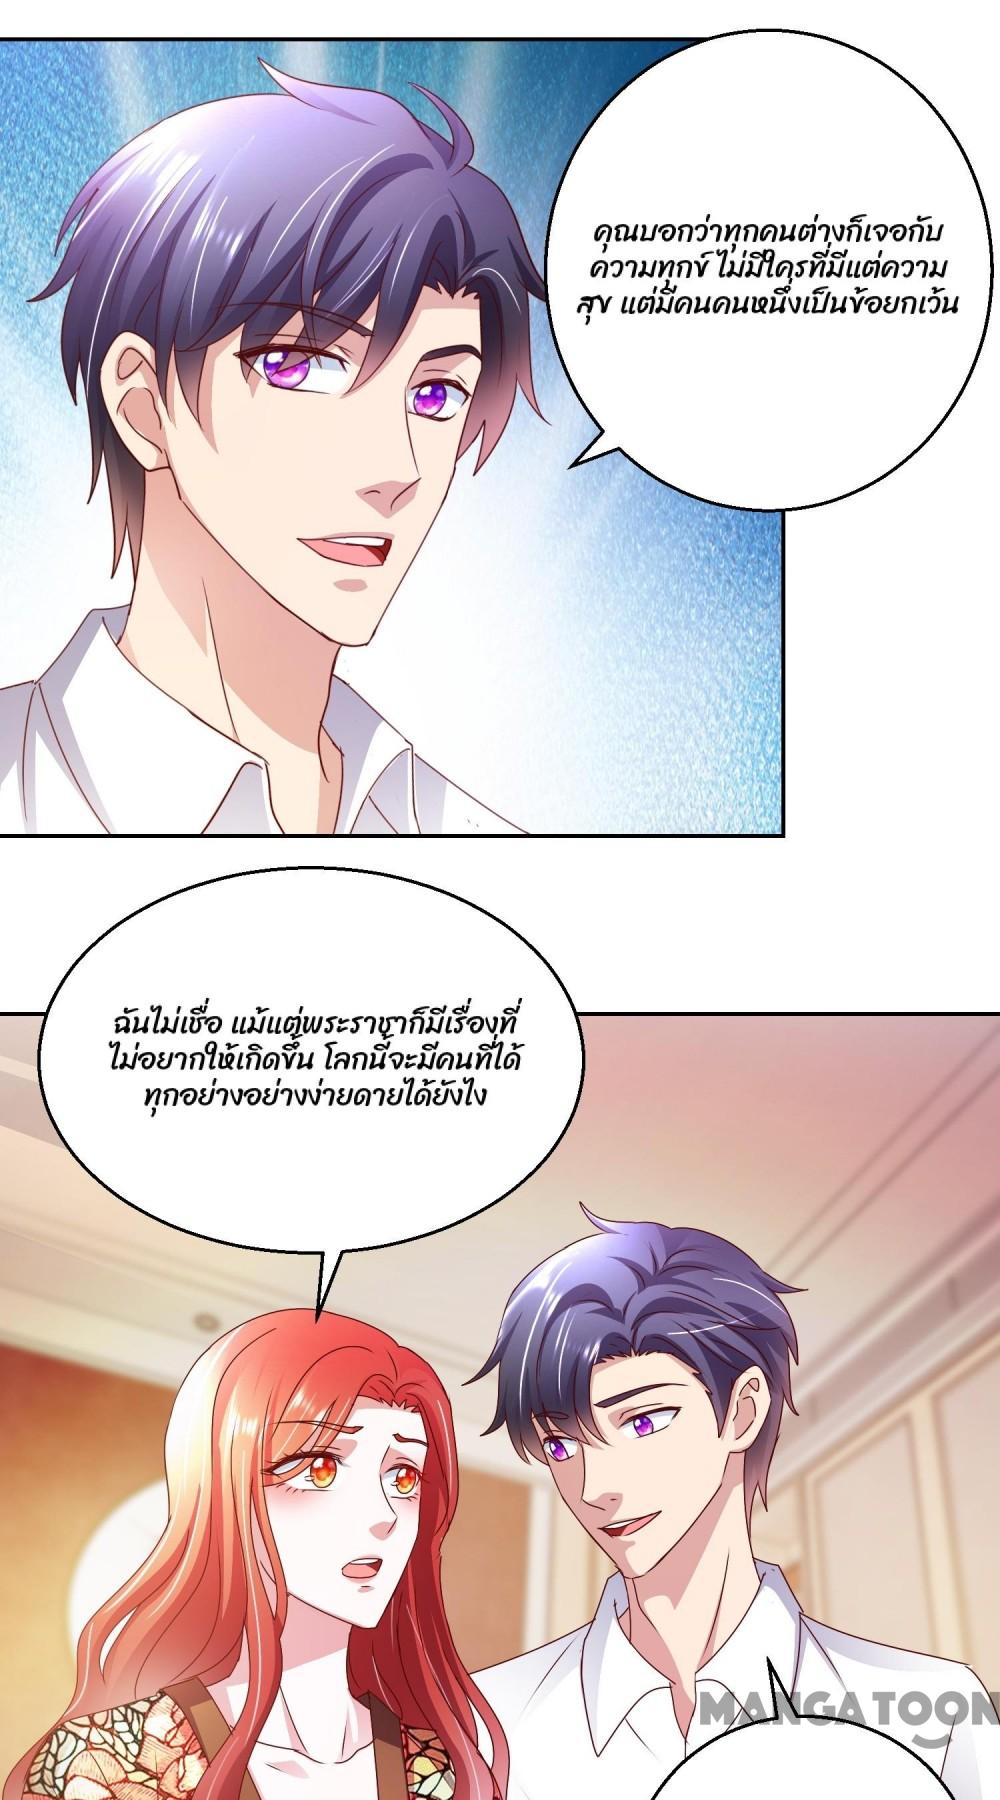 คุณบอกว่าทุกคนต่างก็เจอกับ
ความทุกข์ ไม่มีใครที่มีแต่ความ
สุข แต่มีคนคนหนึ่งเป็นข้อยกเว้น
ฉันไม่เชื่อ แม้แต่พระราชาก็มีเรื่องที่
ไม่อยากให้เกิดขึ้น โลกนี้จะมีคนที่ได้
ทุกอย่างอย่างง่ายดายได้ยังไง
MANGATOON